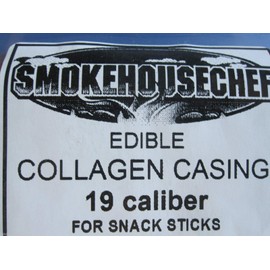 SMOKEHOUSECHEF
EDIBLE
COLLAGEN CASING
19 caliber
FOR SNACK STICKS